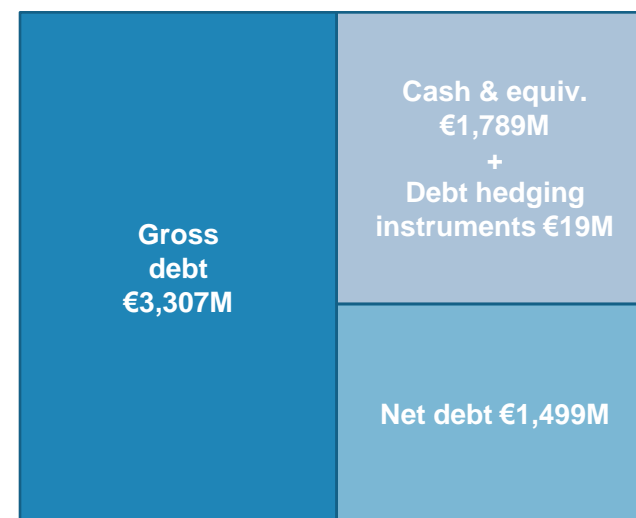 Gross
debt
€3,307M
Cash & equiv.
€1,789M
+
Debt hedging
instruments €19M
Net debt €1,499M